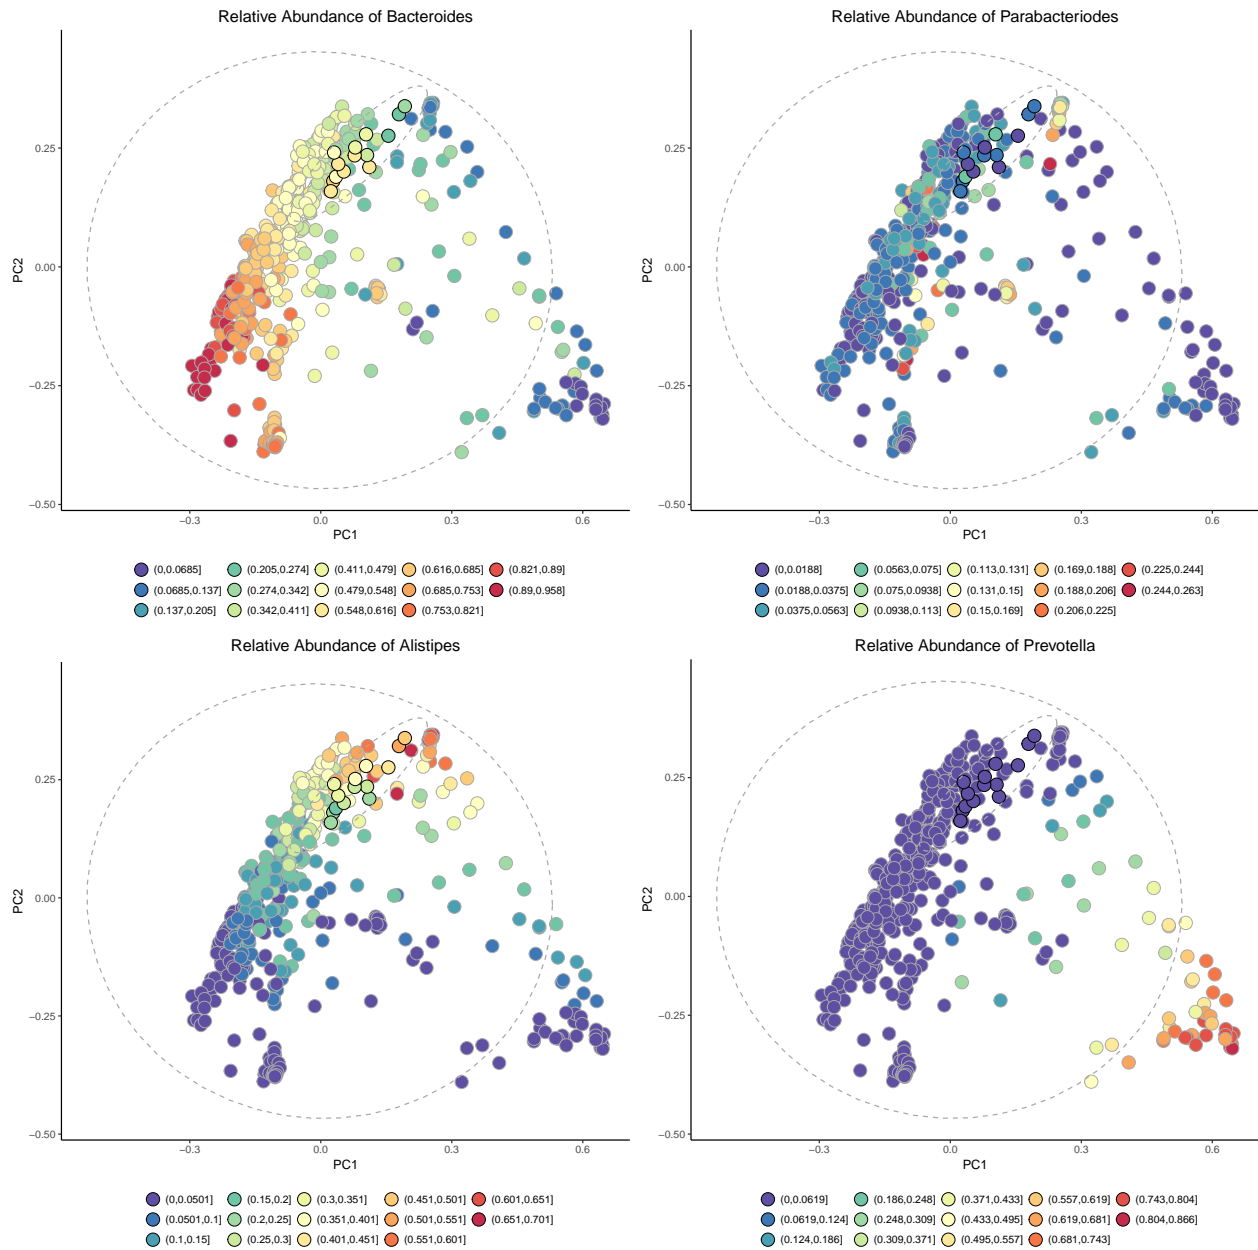 Relative Abundance of Bacteroides
0.25
0.00
−0.25
−0.50
PC2
−0.3 0.0 0.3 0.6
PC1
(0,0.0685] (0.205,0.274] (0.411,0.479] (0.616,0.685] (0.821,0.89]
(0.0685,0.137] (0.274,0.342] (0.479,0.548] (0.685,0.753] (0.89,0.958]
(0.137,0.205] (0.342,0.411] (0.548,0.616] (0.753,0.821]
Relative Abundance of Parabacteriodes
0.25
0.00
−0.25
−0.50
PC2
−0.3 0.0 0.3 0.6
PC1
(0,0.0188] (0.0563,0.075] (0.113,0.131] (0.169,0.188] (0.225,0.244]
(0.0188,0.0375] (0.075,0.0938] (0.131,0.15] (0.188,0.206] (0.244,0.263]
(0.0375,0.0563] (0.0938,0.113] (0.15,0.169] (0.206,0.225]
Relative Abundance of Alistipes
0.25
0.00
−0.25
−0.50
PC2
−0.3 0.0 0.3 0.6
PC1
(0,0.0501] (0.15,0.2] (0.3,0.351] (0.451,0.501] (0.601,0.651]
(0.0501,0.1] (0.2,0.25] (0.351,0.401] (0.501,0.551] (0.651,0.701]
(0.1,0.15] (0.25,0.3] (0.401,0.451] (0.551,0.601]
Relative Abundance of Prevotella
0.25
0.00
−0.25
−0.50
PC2
−0.3 0.0 0.3 0.6
PC1
(0,0.0619] (0.186,0.248] (0.371,0.433] (0.557,0.619] (0.743,0.804]
(0.0619,0.124] (0.248,0.309] (0.433,0.495] (0.619,0.681] (0.804,0.866]
(0.124,0.186] (0.309,0.371] (0.495,0.557] (0.681,0.743]